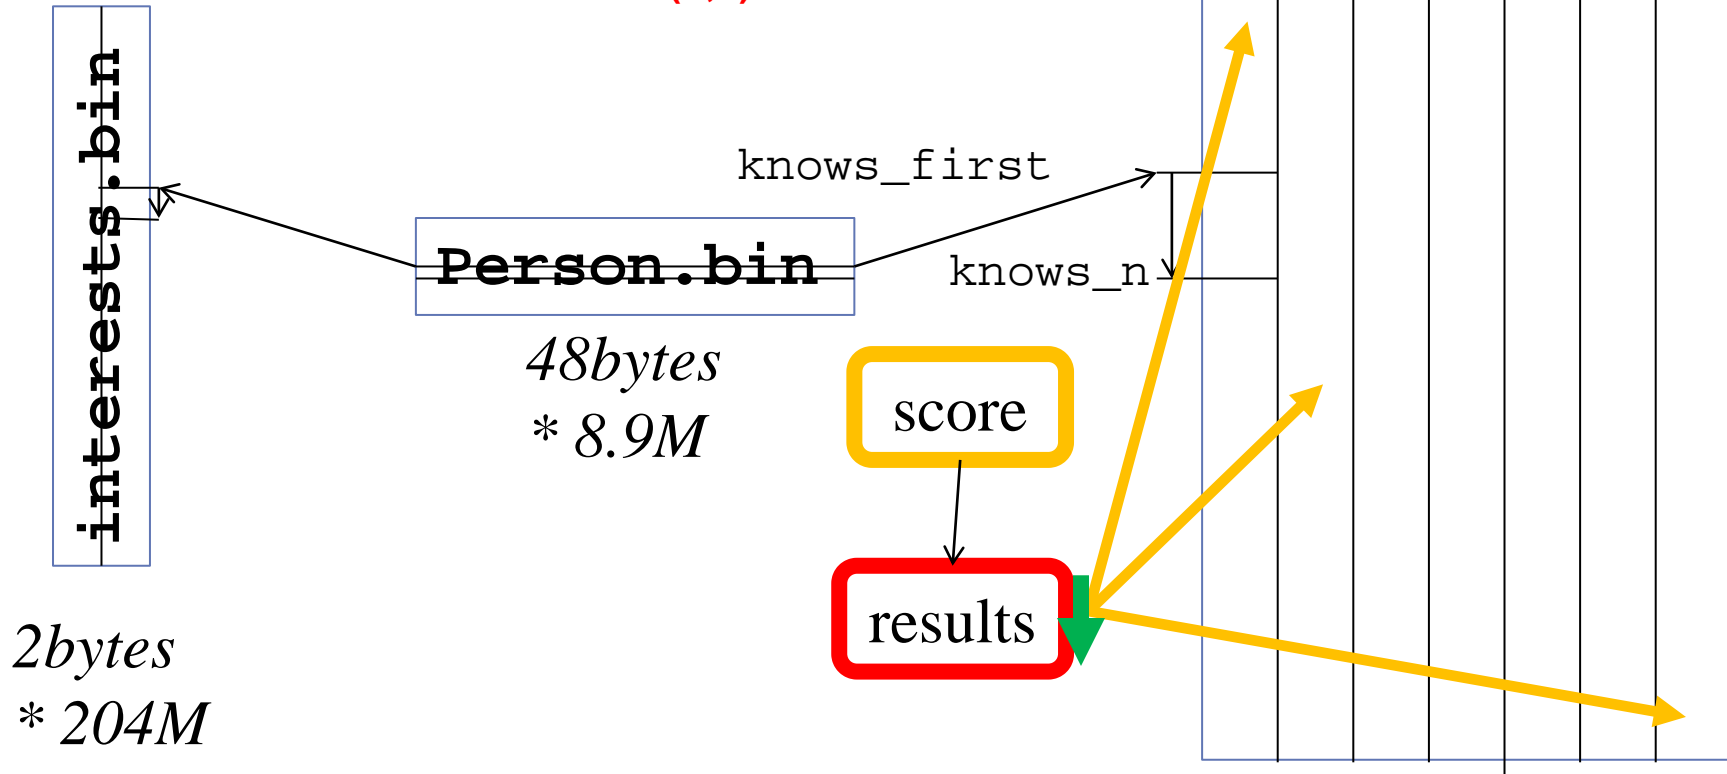 interests.bin
knows_first
Person.bin
knows_n
48bytes
* 8.9M
score
results
2bytes
* 204M